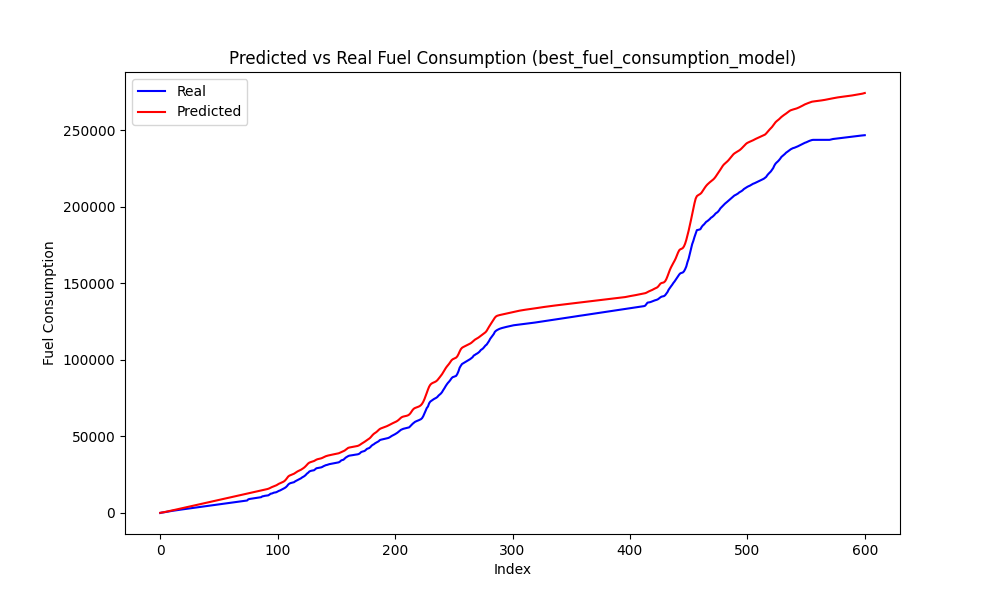 Predicted vs Real Fuel Consumption (best_fuel_consumption_model)
Real
Predicted
Fuel Consumption
250000
200000
150000
100000
50000
0
0 100 200 300 400 500 600
Index